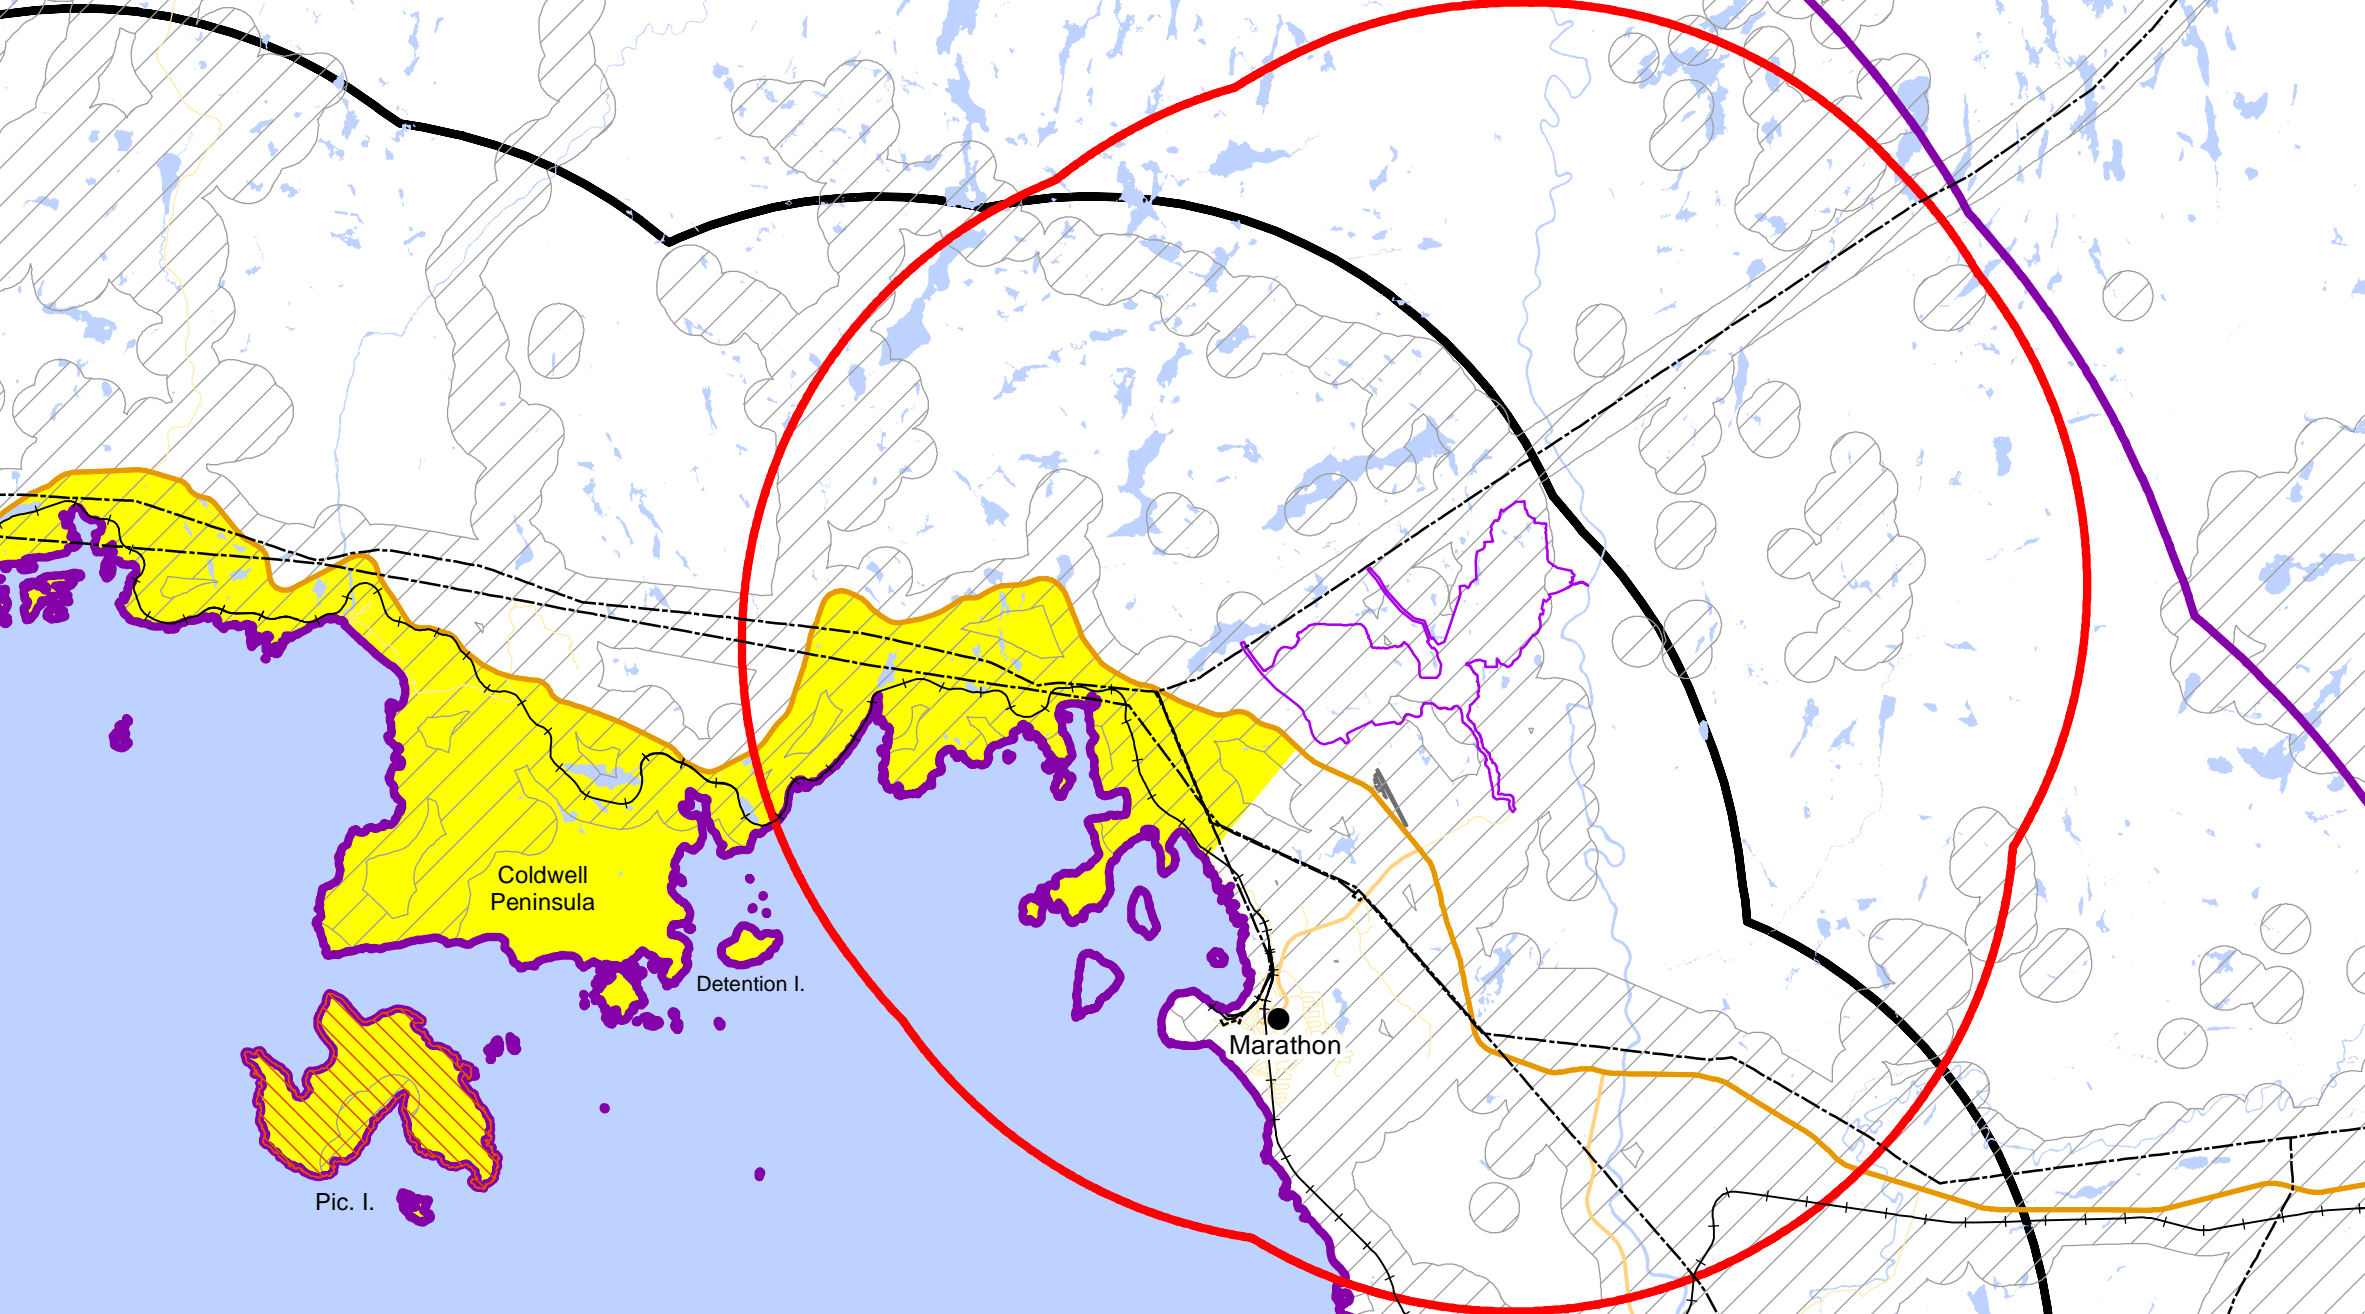 Coldwell
Peninsula
Detention I.
Marathon
Pic. I.